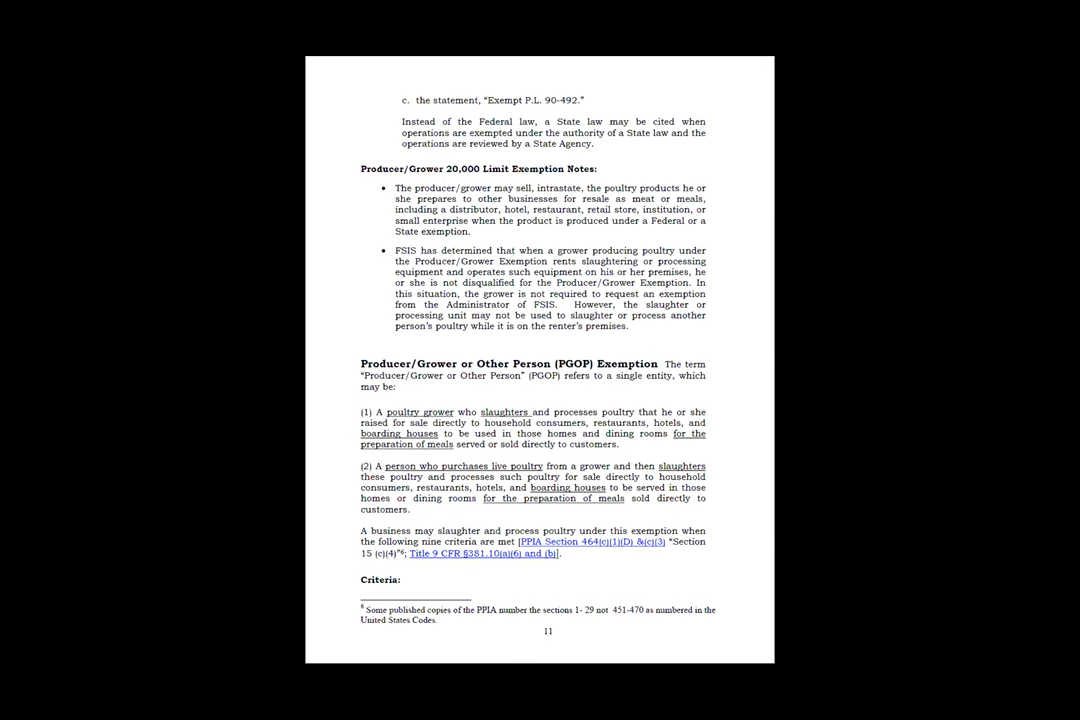 c. the statement, “Exempt P.L. 90-492.”
Instead of the Federal law, a State law may be cited when
operations are exempted under the authority of a State law and the
operations are reviewed by a State Agency.
Producer/Grower 20,000 Limit Exemption Notes:
• The producer/grower may sell, intrastate, the poultry products he or
she prepares to other businesses for resale as meat or meals,
including a distributor, hotel, restaurant, retail store, institution, or
small enterprise when the product is produced under a Federal or a
State exemption.
• FSIS has determined that when a grower producing poultry under
the Producer/Grower Exemption rents slaughtering or processing
equipment and operates such equipment on his or her premises, he
or she is not disqualified for the Producer/Grower Exemption. In
this situation, the grower is not required to request an exemption
from the Administrator of FSIS. However, the slaughter or
processing unit may not be used to slaughter or process another
person’s poultry while it is on the renter’s premises.
Producer/Grower or Other Person (PGOP) Exemption The term
“Producer/Grower or Other Person” (PGOP) refers to a single entity, which
may be:
(1) A poultry grower who slaughters and processes poultry that he or she
raised for sale directly to household consumers, restaurants, hotels, and
boarding houses to be used in those homes and dining rooms for the
preparation of meals served or sold directly to customers.
(2) A person who purchases live poultry from a grower and then slaughters
these poultry and processes such poultry for sale directly to household
consumers, restaurants, hotels, and boarding houses to be served in those
homes or dining rooms for the preparation of meals sold directly to
customers.
A business may slaughter and process poultry under this exemption when
the following nine criteria are met [PPIA Section 464(c)(1)(D) &(c)(3) “Section
15 (c)(4)”6; Title 9 CFR §381.10(a)(6) and (b)].
Criteria:
6 Some published copies of the PPIA number the sections 1- 29 not 451-470 as numbered in the
United States Codes.
11